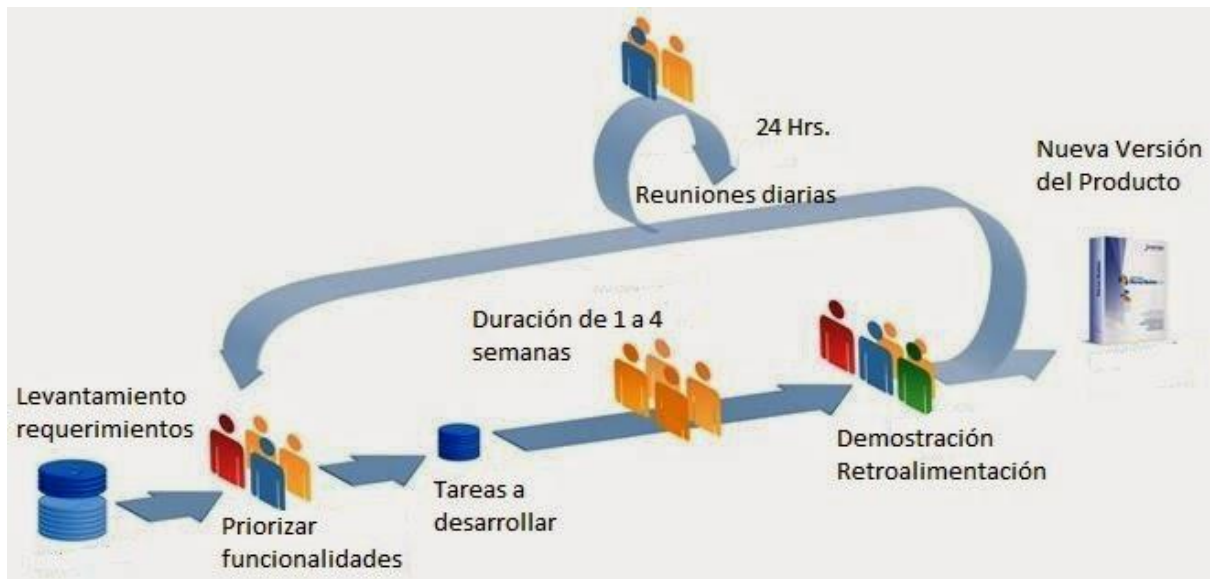 24 Hrs.
Reuniones diarias
Nueva Versión
del Producto
Duración de 1 a 4
semanas
Levantamiento
requerimientos
Priorizar
funcionalidades
Tareas a
desarrollar
Demostración
Retroalimentación